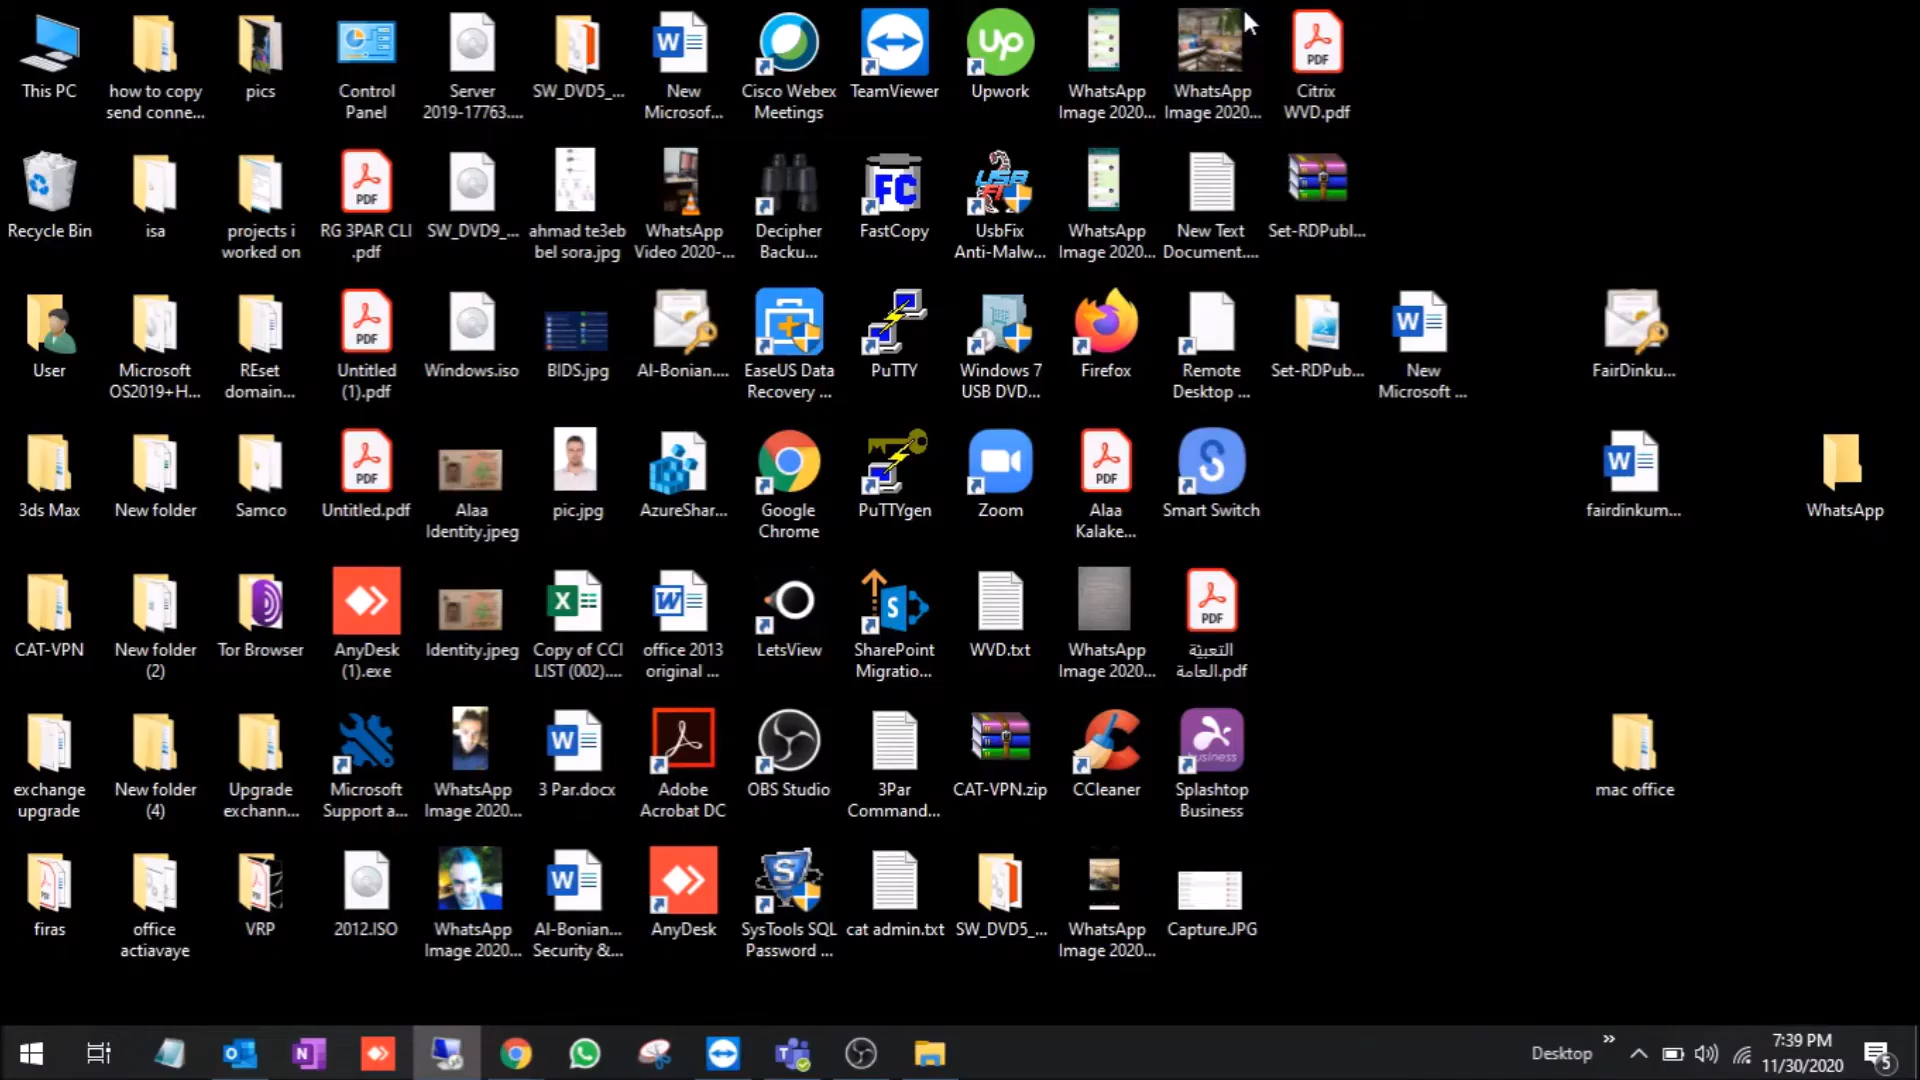 This PC
how to copy
send conne...
pics
Control
Panel
Server
2019-17763....
SW_DVD5_...
New
Microsof...
Cisco Webex
Meetings
TeamViewer
Upwork
WhatsApp
Image 2020...
WhatsApp
Image 2020...
Citrix
WVD.pdf
Recycle Bin
isa
projects i
worked on
RG 3PAR CLI
.pdf
SW_DVD9_...
ahmad te3eb
bel sora.jpg
WhatsApp
Video 2020-...
Decipher
Backu...
FastCopy
UsbFix
Anti-Malw...
WhatsApp
Image 2020...
New Text
Document....
Set-RDPubl...
User
Microsoft
OS2019+H...
REset
domain...
Untitled
(1).pdf
Windows.iso
BIDS.jpg
Al-Bonian....
EaseUS Data
Recovery ...
PuTTY
Windows 7
USB DVD...
Firefox
Remote
Desktop ...
Set-RDPub...
New
Microsoft ...
FairDinku...
3ds Max
New folder
Samco
Untitled.pdf
Alaa
Identity.jpeg
pic.jpg
AzureShar...
Google
Chrome
PuTTYgen
Zoom
Alaa
Kalake...
Smart Switch
fairdinkum...
WhatsApp
CAT-VPN
New folder
(2)
Tor Browser
AnyDesk
(1).exe
Identity.jpeg
Copy of CCI
LIST (002)....
office 2013
original ...
LetsView
SharePoint
Migratio...
WVD.txt
WhatsApp
Image 2020...
التعبئة
العامة.pdf
exchange
upgrade
New folder
(4)
Upgrade
exchann...
Microsoft
Support a...
WhatsApp
Image 2020...
3 Par.docx
Adobe
Acrobat DC
OBS Studio
3Par
Command...
CAT-VPN.zip
CCleaner
Splashtop
Business
mac office
firas
office
actiavaye
VRP
2012.ISO
WhatsApp
Image 2020...
Al-Bonian...
Security &...
AnyDesk
SysTools SQL
Password ...
cat admin.txt
SW_DVD5_...
WhatsApp
Image 2020...
Capture.JPG
Desktop
7:39 PM
11/30/2020
5